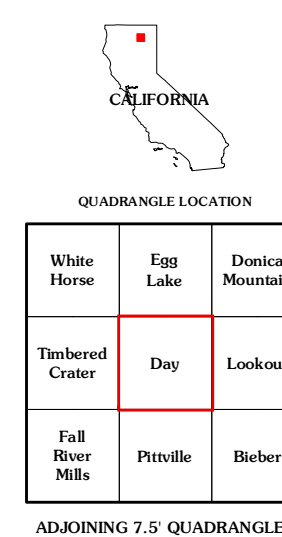 CALIFORNIA
QUADRANGLE LOCATION
White
Horse
Egg
Lake
Donica
Mountai
Timbered
Crater
Day
Lookou
Fall
River
Mills
Pittville
Bieber
ADJOINING 7.5' QUADRANGLE